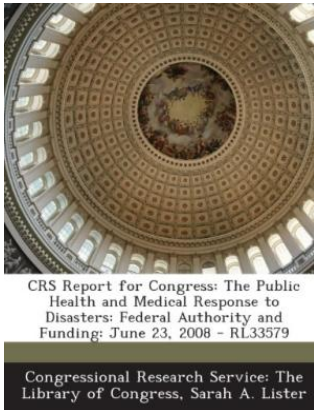 CRS Report for Congress: The Public
Health and Medical Response to
Disasters: Federal Authority and
Funding: June 23, 2008 - RL33579
Congressional Research Service: The
Library of Congress, Sarah A. Lister